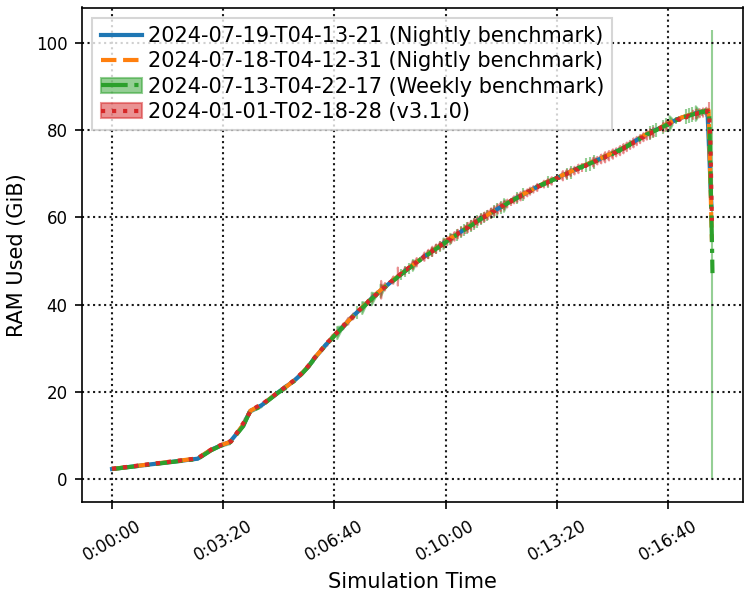 2024-07-19-T04-13-21 (Nightly benchmark)
2024-07-18-T04-12-31 (Nightly benchmark)
2024-07-13-T04-22-17 (Weekly benchmark)
2024-01-01-T02-18-28 (v3.1.0)
RAM Used (GiB)
100
80
60
40
20
0
0:00:00
0:03:20
0:06:40
0:10:00
0:13:20
0:16:40
Simulation Time